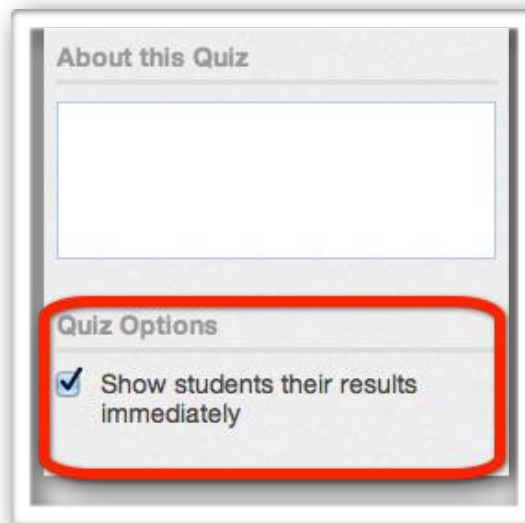 About this Quiz
Quiz Options
Show students their results
immediately